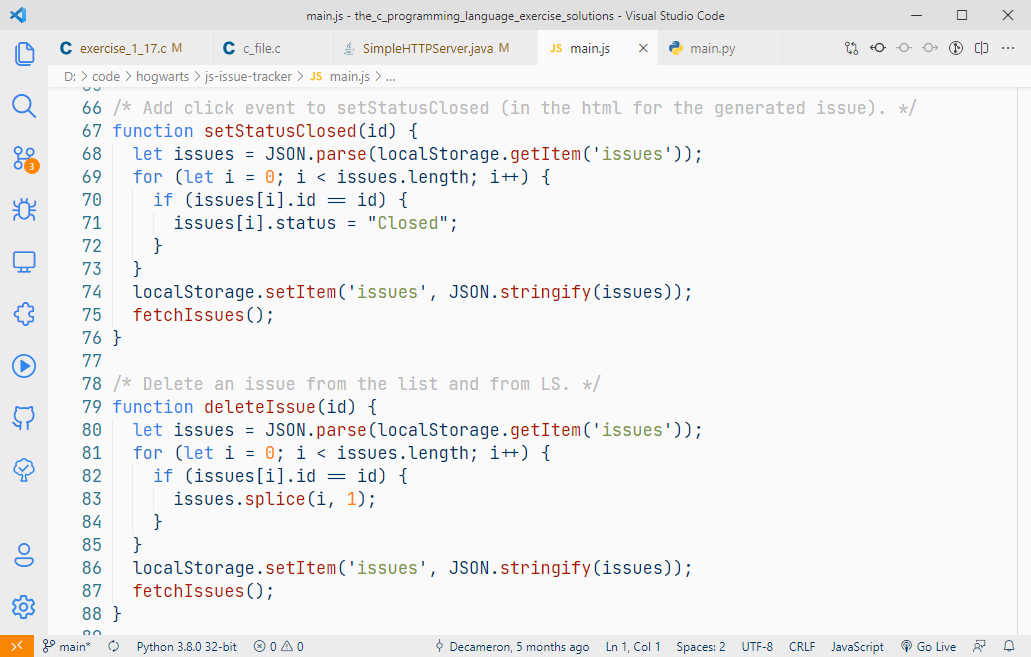 main.js - the_c_programming_language_exercise_solutions - Visual Studio Code
C exercise_1_17.c M
C c_file.c
SimpleHTTPServer.java M
JS main.js
main.py
D: > code > hogwarts > js-issue-tracker > JS main.js > ...
66 /* Add click event to setStatusClosed (in the html for the generated issue). */
67 function setStatusClosed(id) {
68   let issues = JSON.parse(localStorage.getItem('issues'));
69   for (let i = 0; i < issues.length; i++) {
70     if (issues[i].id == id) {
71       issues[i].status = "Closed";
72     }
73   }
74   localStorage.setItem('issues', JSON.stringify(issues));
75   fetchIssues();
76 }
77
78 /* Delete an issue from the list and from LS. */
79 function deleteIssue(id) {
80   let issues = JSON.parse(localStorage.getItem('issues'));
81   for (let i = 0; i < issues.length; i++) {
82     if (issues[i].id == id) {
83       issues.splice(i, 1);
84     }
85   }
86   localStorage.setItem('issues', JSON.stringify(issues));
87   fetchIssues();
88 }
3
main* Python 3.8.0 32-bit 0 0 Decameron, 5 months ago Ln 1, Col 1 Spaces: 2 UTF-8 CRLF JavaScript Go Live